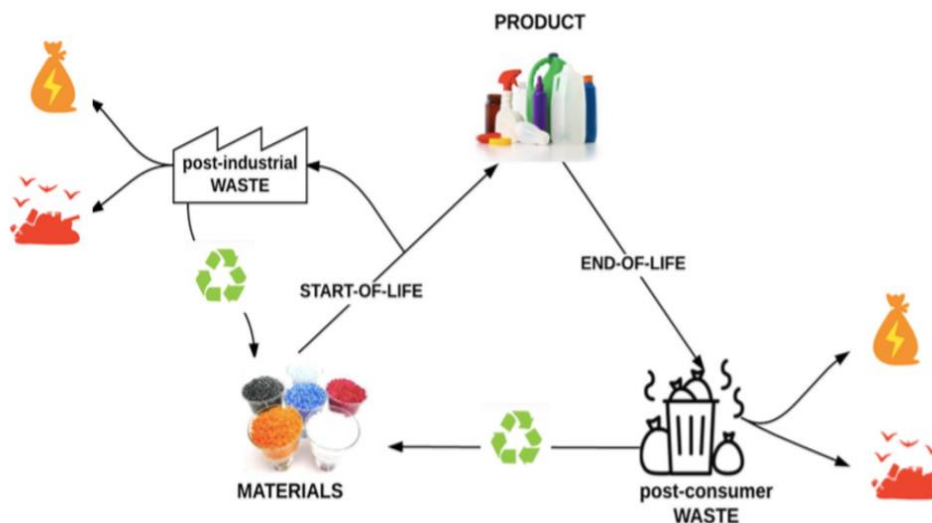 PRODUCT
post-industrial
WASTE
START-OF-LIFE
END-OF-LIFE
MATERIALS
post-consumer
WASTE